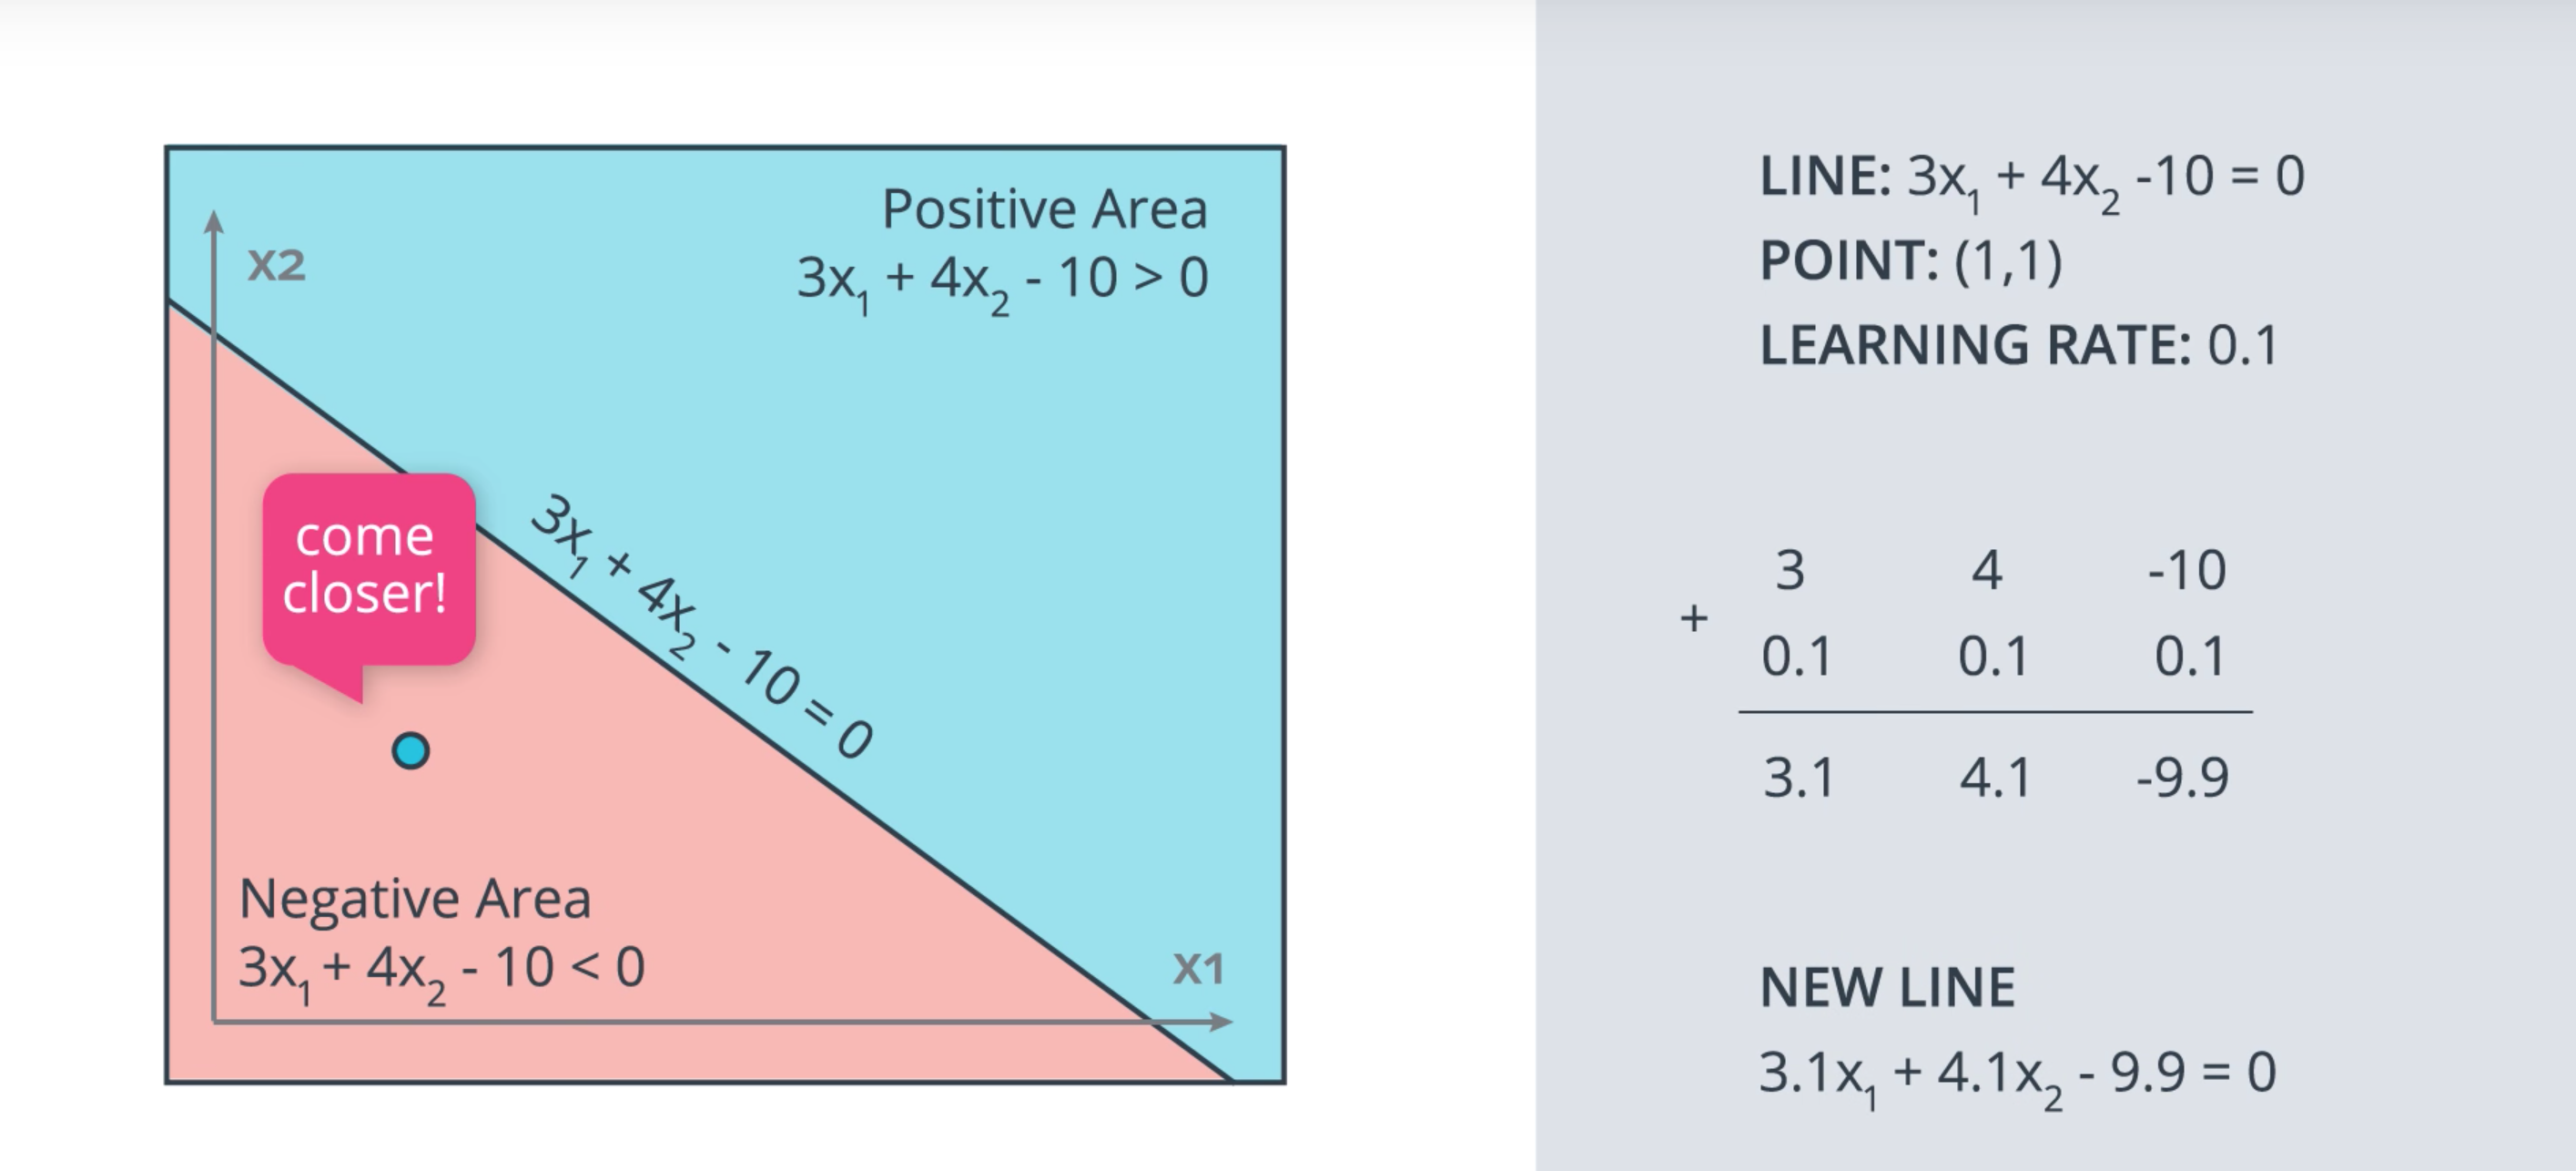 Positive Area
3x₁ + 4x₂ - 10 > 0
x2
come
closer!
3x₁ + 4x₂ - 10 = 0
Negative Area
3x₁ + 4x₂ - 10 < 0
x1
LINE: 3x₁ + 4x₂ -10 = 0
POINT: (1,1)
LEARNING RATE: 0.1
3 4 -10
+
0.1 0.1 0.1
3.1 4.1 -9.9
NEW LINE
3.1x₁ + 4.1x₂ - 9.9 = 0